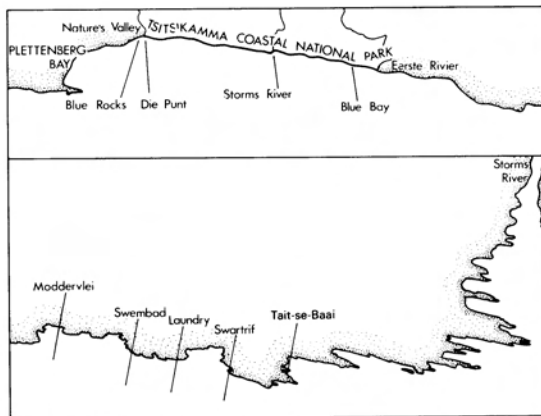 Nature's Valley
TSITSIKAMMA COASTAL NATIONAL PARK
PLETTENBERG
BAY
Eerste Rivier
Blue Rocks
Die Punt
Storms River
Blue Bay
Storms
River
Moddervlei
Swembad
Laundry
Swartrif
Tait-se-Baai